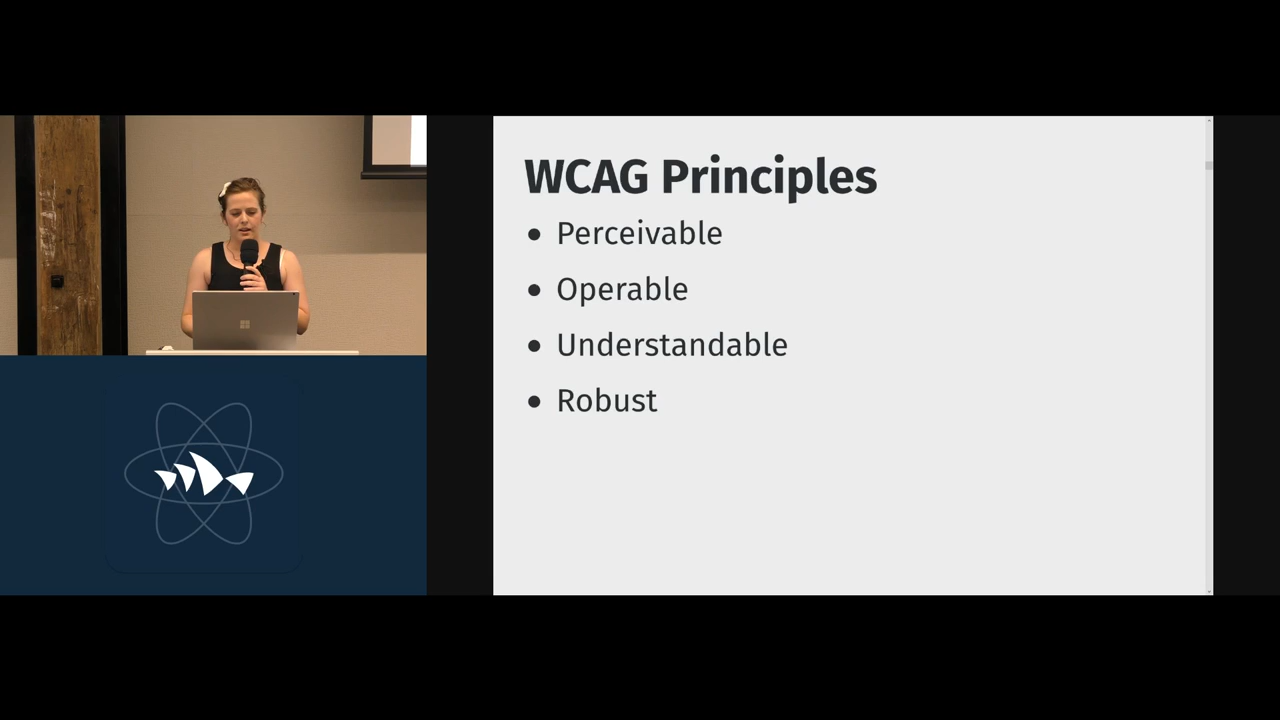 WCAG Principles
Perceivable
Operable
Understandable
Robust